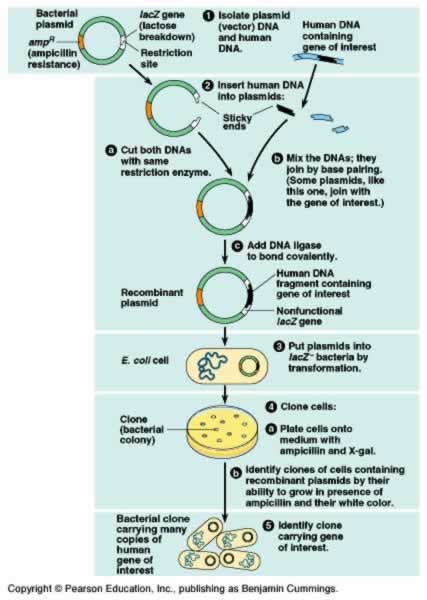 Bacterial
plasmid
lacZ gene
(lactose
breakdown)
ampR
(ampicillin
resistance)
Restriction
site
1 Isolate plasmid
(vector) DNA
and human
DNA.
Human DNA
containing
gene of interest
2 Insert human DNA
into plasmids:
Sticky
ends
a Cut both DNAs
with same
restriction enzyme.
b Mix the DNAs; they
join by base pairing.
(Some plasmids, like
this one, join with
the gene of interest.)
c Add DNA ligase
to bond covalently.
Recombinant
plasmid
Human DNA
fragment containing
gene of interest
Nonfunctional
lacZ gene
E. coli cell
3 Put plasmids into
lacZ– bacteria by
transformation.
Clone
(bacterial
colony)
4 Clone cells:
a Plate cells onto
medium with
ampicillin and X-gal.
b Identify clones of cells containing
recombinant plasmids by their
ability to grow in presence of
ampicillin and their white color.
Bacterial clone
carrying many
copies of
human
gene of
interest
5 Identify clone
carrying gene
of interest.
Copyright © Pearson Education, Inc., publishing as Benjamin Cummings.